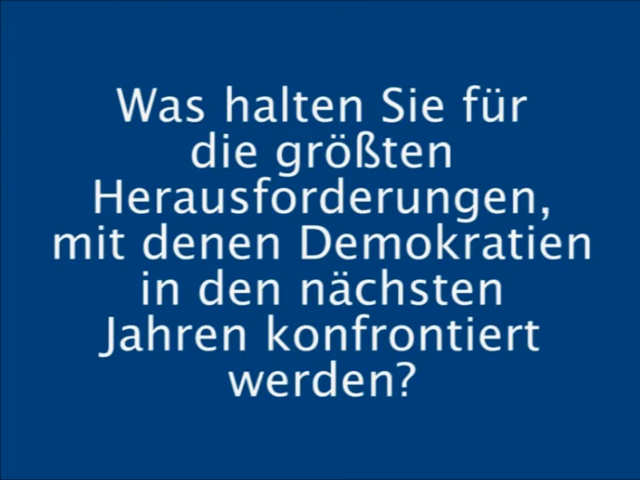 Was halten Sie für
die größten
Herausforderungen,
mit denen Demokratien
in den nächsten
Jahren konfrontiert
werden?